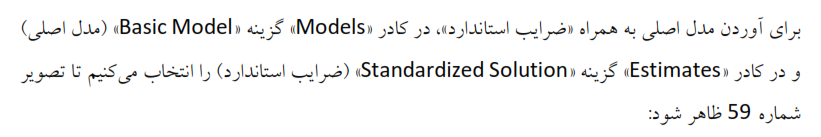 برای آوردن مدل اصلی به همراه «ضرایب استاندارد»، در کادر «Models» گزینه «Basic Model» (مدل اصلی)
و در کادر «Estimates» گزینه «Standardized Solution» (ضرایب استاندارد) را انتخاب می‌کنیم تا تصویر
شماره 59 ظاهر شود: